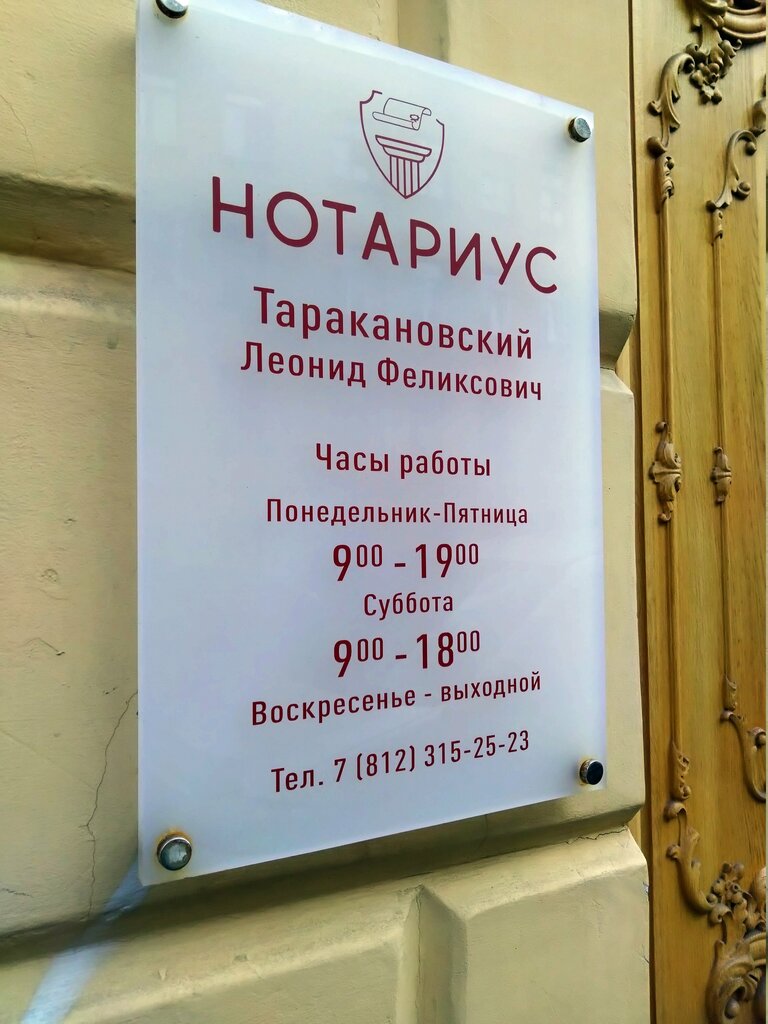 НОТАРИУС
Таракановский
Леонид Феликсович
Часы работы
Понедельник-Пятница
9⁰⁰ - 19⁰⁰
Суббота
9⁰⁰ - 18⁰⁰
Воскресенье - выходной
Тел. 7 (812) 315-25-23